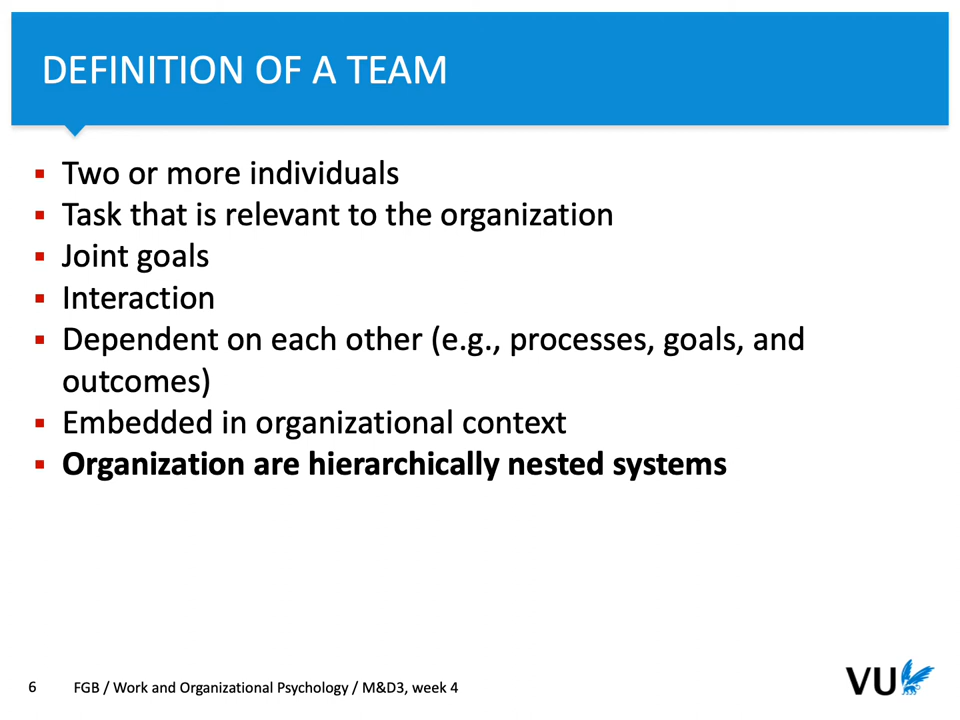 DEFINITION OF A TEAM
▪ Two or more individuals
▪ Task that is relevant to the organization
▪ Joint goals
▪ Interaction
▪ Dependent on each other (e.g., processes, goals, and
outcomes)
▪ Embedded in organizational context
▪ Organization are hierarchically nested systems
6 FGB / Work and Organizational Psychology / M&D3, week 4
VU